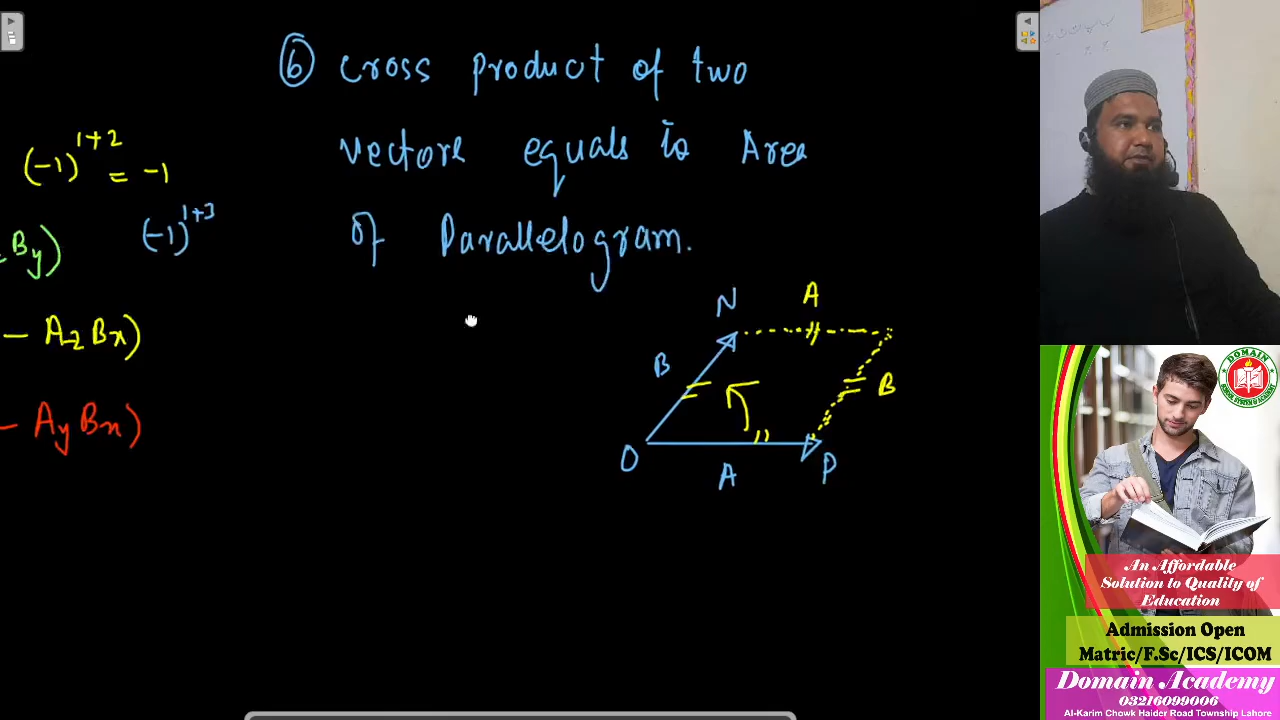 ⑥ Cross product of two
vectors equals to Area
of Parallelogram.
(-1)^{1+2} = -1
(-1)^{1+3}
By)
- AzBx)
- AyBx)
N
A
B
B
O
A
P
DOMAIN
An Affordable
Solution to Quality of
Education
Admission Open
Matric/F.Sc/ICS/ICOM
Domain Academy
03216099006
Al-Karim Chowk Haider Road Township Lahore